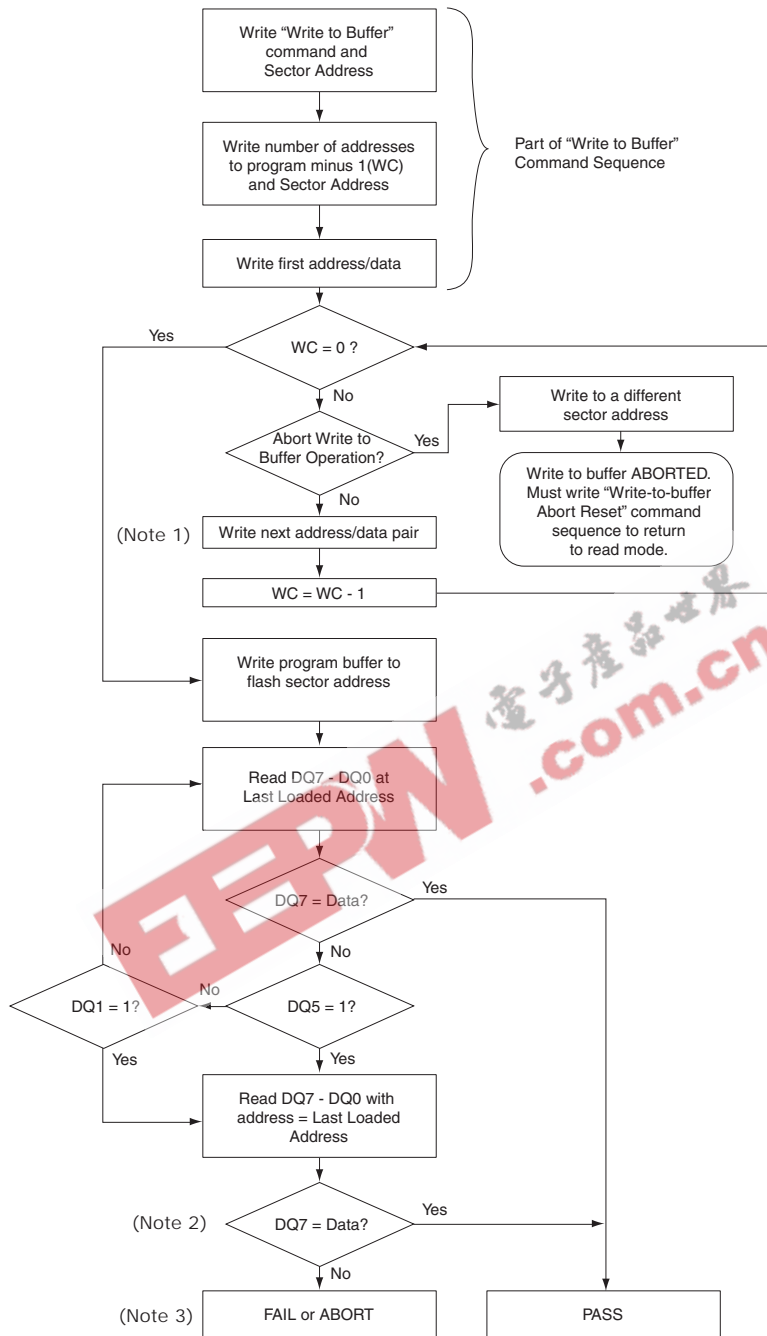 Write “Write to Buffer”
command and
Sector Address
Part of “Write to Buffer”
Command Sequence
Write number of addresses
to program minus 1(WC)
and Sector Address
Write first address/data
Yes
WC = 0 ?
No
Write to a different
sector address
Abort Write to
Buffer Operation?
Yes
No
Write to buffer ABORTED.
Must write “Write-to-buffer
Abort Reset” command
sequence to return
to read mode.
(Note 1)
Write next address/data pair
WC = WC - 1
Write program buffer to
flash sector address
電子產品世界
.com.cn
EEPW
Read DQ7 - DQ0 at
Last Loaded Address
DQ7 = Data?
Yes
No
No
DQ1 = 1?
No
DQ5 = 1?
Yes
Yes
Read DQ7 - DQ0 with
address = Last Loaded
Address
(Note 2)
DQ7 = Data?
Yes
No
(Note 3)
FAIL or ABORT
PASS